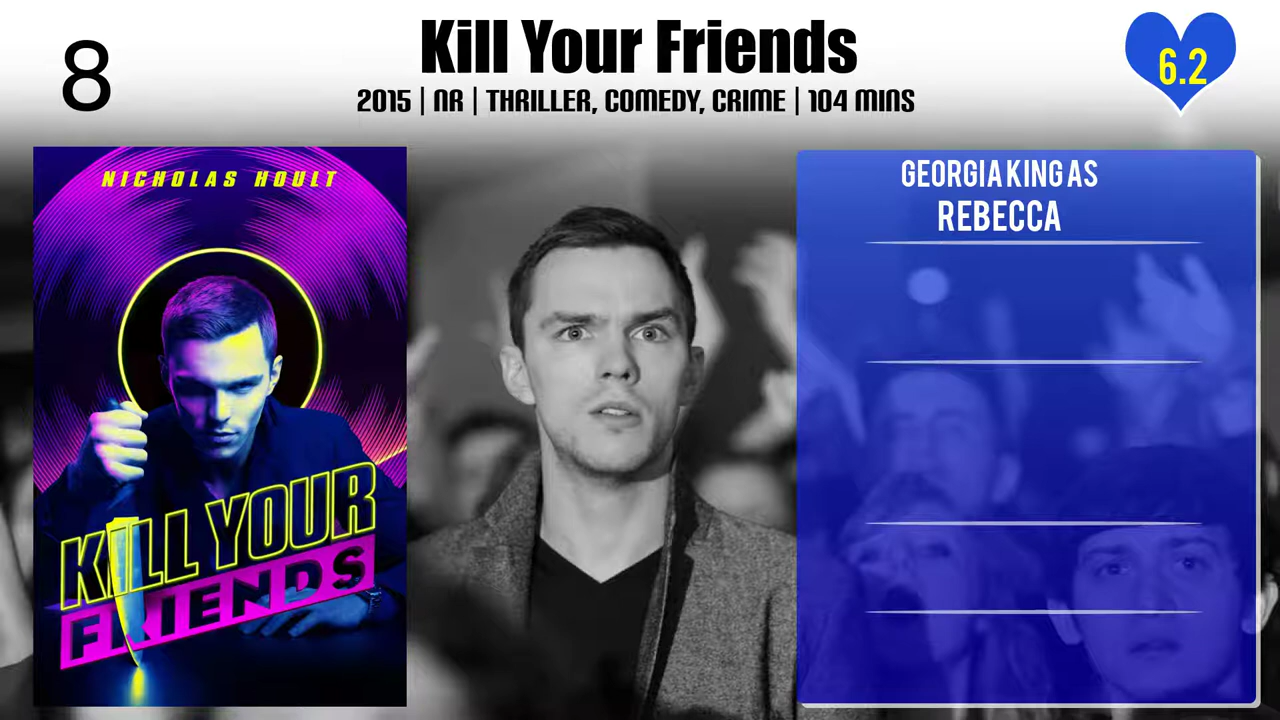 8
Kill Your Friends
2015 | NR | THRILLER, COMEDY, CRIME | 104 MINS
6.2
NICHOLAS HOULT
KILL YOUR
FRIENDS
GEORGIA KING AS
REBECCA